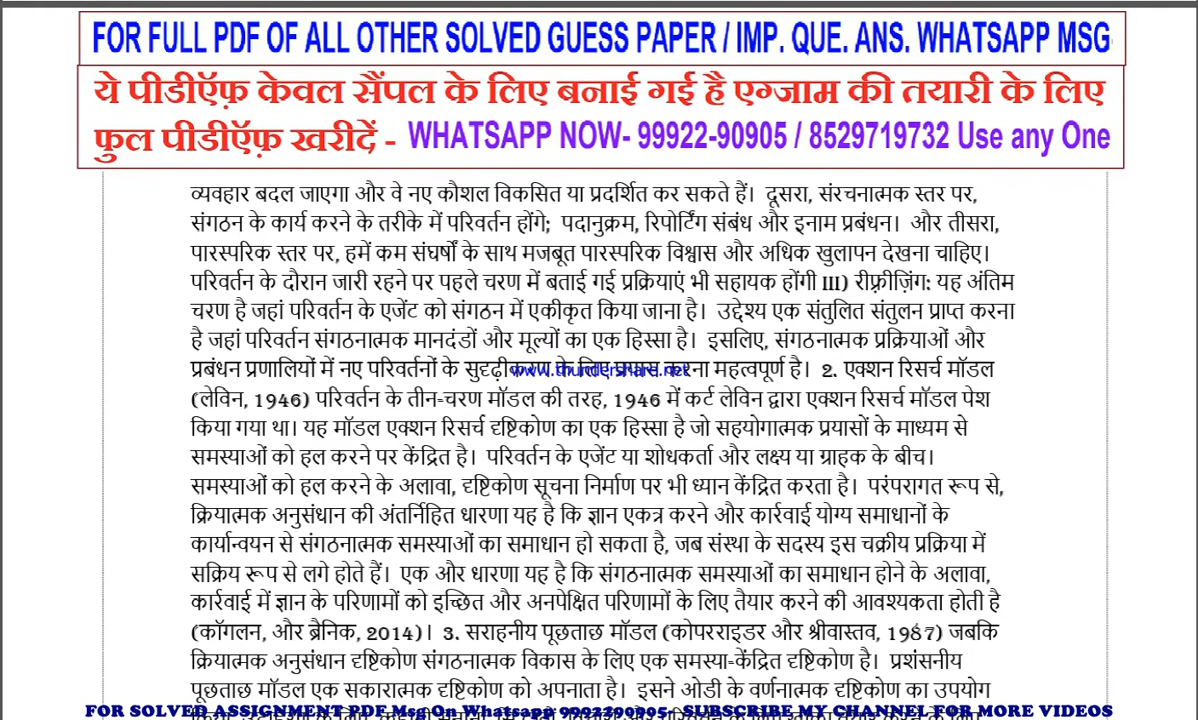 FOR FULL PDF OF ALL OTHER SOLVED GUESS PAPER / IMP. QUE. ANS. WHATSAPP MSG
ये पीडीऍफ़ केवल सैंपल के लिए बनाई गई है एग्जाम की तयारी के लिए
फुल पीडीऍफ़ खरीदें - WHATSAPP NOW- 99922-90905 / 8529719732 Use any One
व्यवहार बदल जाएगा और वे नए कौशल विकसित या प्रदर्शित कर सकते हैं। दूसरा, संरचनात्मक स्तर पर,
संगठन के कार्य करने के तरीके में परिवर्तन होंगे; पदानुक्रम, रिपोर्टिंग संबंध और इनाम प्रबंधन। और तीसरा,
पारस्परिक स्तर पर, हमें कम संघर्षों के साथ मजबूत पारस्परिक विश्वास और अधिक खुलापन देखना चाहिए।
परिवर्तन के दौरान जारी रहने पर पहले चरण में बताई गई प्रक्रियाएं भी सहायक होंगी III) रीफ़्रीज़िंग: यह अंतिम
चरण है जहां परिवर्तन के एजेंट को संगठन में एकीकृत किया जाना है। उद्देश्य एक संतुलित संतुलन प्राप्त करना
है जहां परिवर्तन संगठनात्मक मानदंडों और मूल्यों का एक हिस्सा है। इसलिए, संगठनात्मक प्रक्रियाओं और
प्रबंधन प्रणालियों में नए परिवर्तनों के सुदृढ़ीकरण के लिए प्रयास करना महत्वपूर्ण है। 2. एक्शन रिसर्च मॉडल
www.thundershare.net
(लेविन, 1946) परिवर्तन के तीन-चरण मॉडल की तरह, 1946 में कर्ट लेविन द्वारा एक्शन रिसर्च मॉडल पेश
किया गया था। यह मॉडल एक्शन रिसर्च दृष्टिकोण का एक हिस्सा है जो सहयोगात्मक प्रयासों के माध्यम से
समस्याओं को हल करने पर केंद्रित है। परिवर्तन के एजेंट या शोधकर्ता और लक्ष्य या ग्राहक के बीच।
समस्याओं को हल करने के अलावा, दृष्टिकोण सूचना निर्माण पर भी ध्यान केंद्रित करता है। परंपरागत रूप से,
क्रियात्मक अनुसंधान की अंतर्निहित धारणा यह है कि ज्ञान एकत्र करने और कार्रवाई योग्य समाधानों के
कार्यान्वयन से संगठनात्मक समस्याओं का समाधान हो सकता है, जब संस्था के सदस्य इस चक्रीय प्रक्रिया में
सक्रिय रूप से लगे होते हैं। एक और धारणा यह है कि संगठनात्मक समस्याओं का समाधान होने के अलावा,
कार्रवाई में ज्ञान के परिणामों को इच्छित और अनपेक्षित परिणामों के लिए तैयार करने की आवश्यकता होती है
(कॉगलन, और ब्रैनिक, 2014)। 3. सराहनीय पूछताछ मॉडल (कोपरराइडर और श्रीवास्तव, 1987) जबकि
क्रियात्मक अनुसंधान दृष्टिकोण संगठनात्मक विकास के लिए एक समस्या-केंद्रित दृष्टिकोण है। प्रशंसनीय
पूछताछ मॉडल एक सकारात्मक दृष्टिकोण को अपनाता है। इसने ओडी के वर्णनात्मक दृष्टिकोण का उपयोग
FOR SOLVED ASSIGNMENT PDF Msg On Whatsapp 9992290905- SUBSCRIBE MY CHANNEL FOR MORE VIDEOS